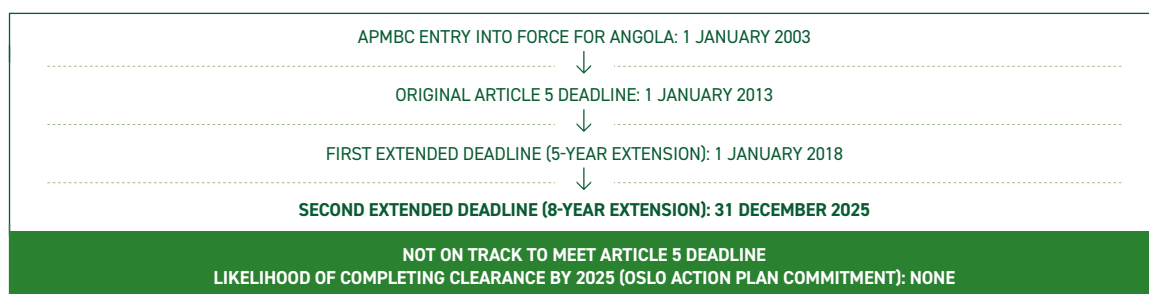 APMBC ENTRY INTO FORCE FOR ANGOLA: 1 JANUARY 2003
ORIGINAL ARTICLE 5 DEADLINE: 1 JANUARY 2013
FIRST EXTENDED DEADLINE (5-YEAR EXTENSION): 1 JANUARY 2018
SECOND EXTENDED DEADLINE (8-YEAR EXTENSION): 31 DECEMBER 2025
NOT ON TRACK TO MEET ARTICLE 5 DEADLINE
LIKELIHOOD OF COMPLETING CLEARANCE BY 2025 (OSLO ACTION PLAN COMMITMENT): NONE